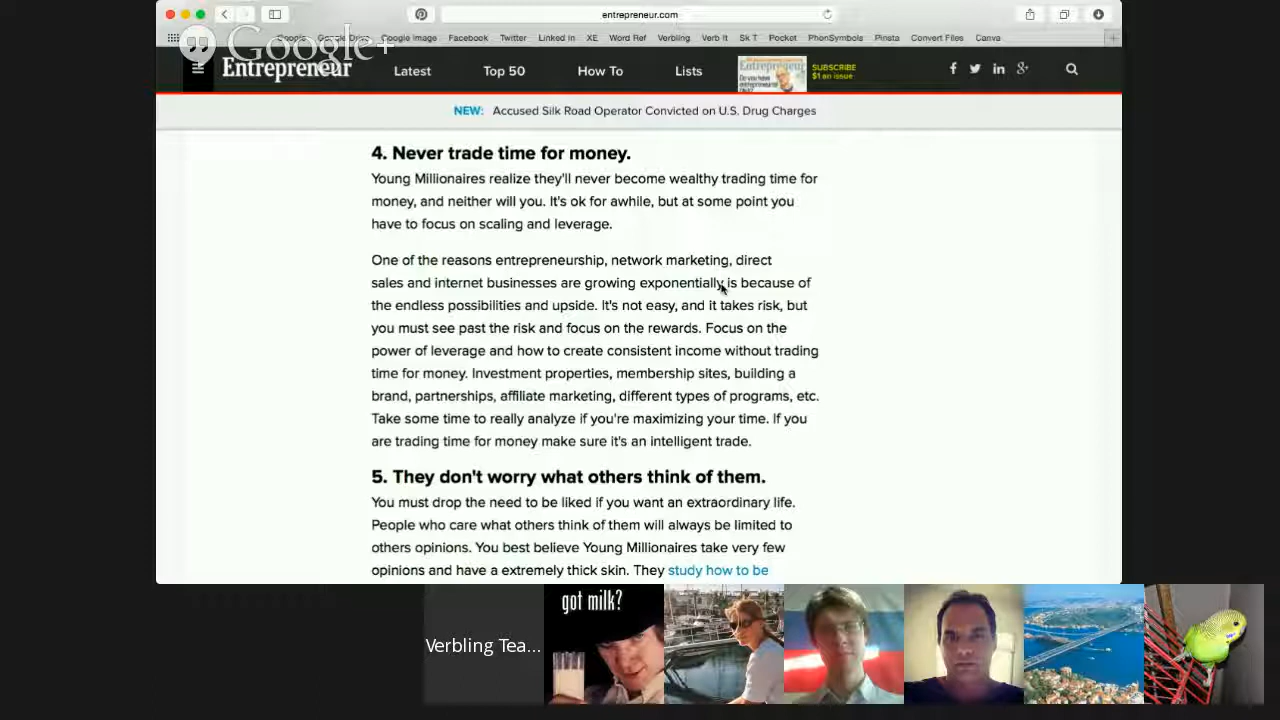 entrepreneur.com
Google Drive Google Image Facebook Twitter Linked In XE Word Ref Verbling Verb It Sk T Pocket PhonSymbols Pinsta Convert Files Canva
Google+
Entrepreneur Latest Top 50 How To Lists
Entrepreneur
SUBSCRIBE
$1 an issue
NEW: Accused Silk Road Operator Convicted on U.S. Drug Charges
4. Never trade time for money.
Young Millionaires realize they'll never become wealthy trading time for
money, and neither will you. It's ok for awhile, but at some point you
have to focus on scaling and leverage.
One of the reasons entrepreneurship, network marketing, direct
sales and internet businesses are growing exponentially is because of
the endless possibilities and upside. It's not easy, and it takes risk, but
you must see past the risk and focus on the rewards. Focus on the
power of leverage and how to create consistent income without trading
time for money. Investment properties, membership sites, building a
brand, partnerships, affiliate marketing, different types of programs, etc.
Take some time to really analyze if you're maximizing your time. If you
are trading time for money make sure it's an intelligent trade.
5. They don't worry what others think of them.
You must drop the need to be liked if you want an extraordinary life.
People who care what others think of them will always be limited to
others opinions. You best believe Young Millionaires take very few
opinions and have a extremely thick skin. They study how to be
Verbling Tea...
got milk?